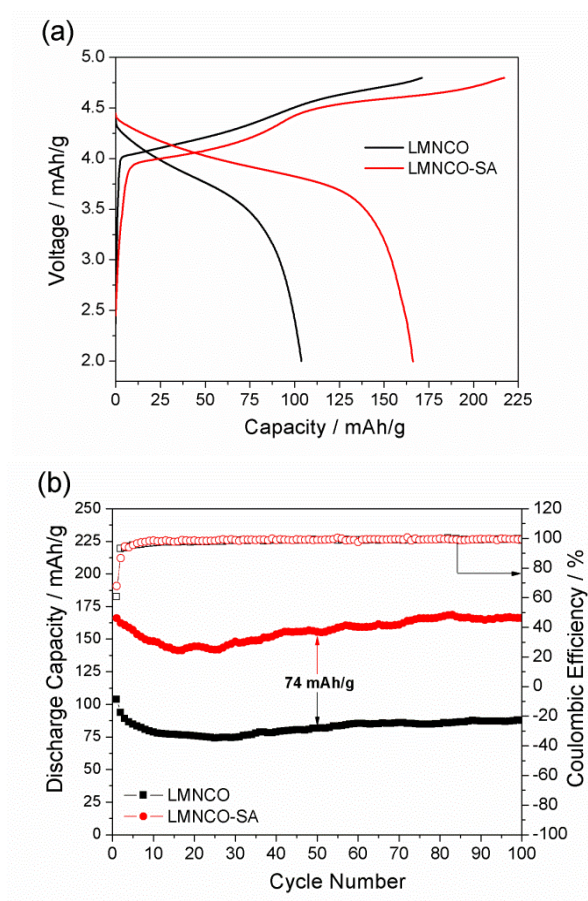 (a)
5.0
4.5
4.0
3.5
3.0
2.5
2.0
Voltage / mAh/g
LMNCO
LMNCO-SA
0 25 50 75 100 125 150 175 200 225
Capacity / mAh/g
(b)
250
225
200
175
150
125
100
75
50
25
0
Discharge Capacity / mAh/g
120
100
80
60
40
20
0
-20
-40
-60
-80
-100
Coulombic Efficiency / %
74 mAh/g
LMNCO
LMNCO-SA
0 10 20 30 40 50 60 70 80 90 100
Cycle Number